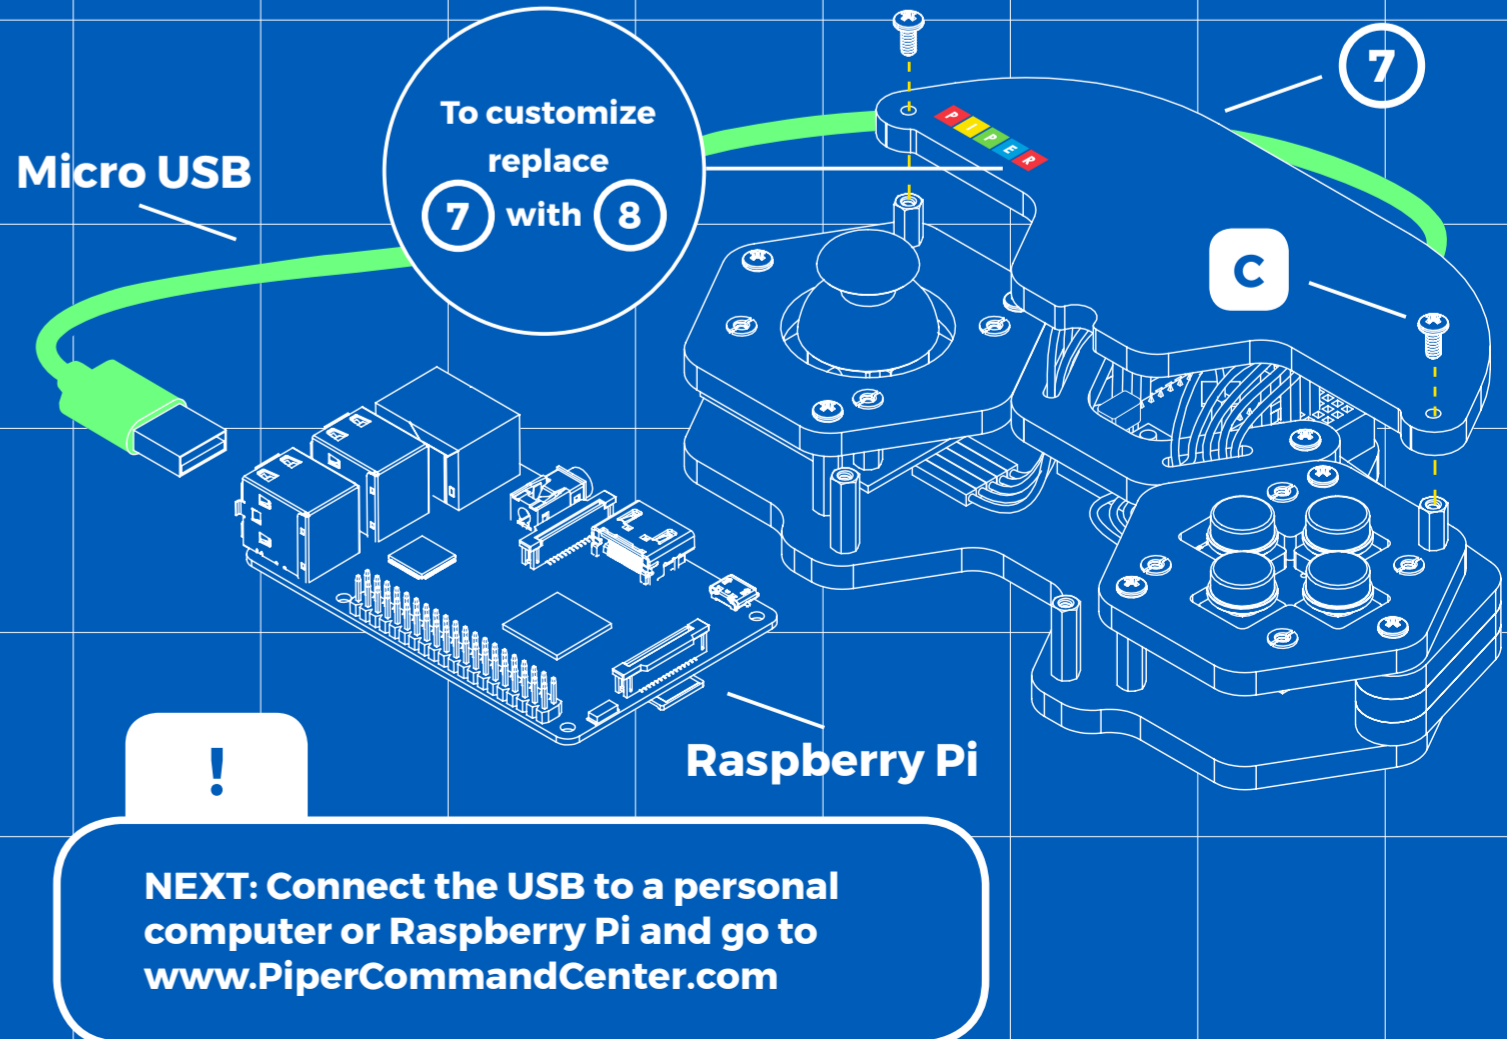 To customize
replace
7 with 8
7
PIPER
Micro USB
C
Raspberry Pi
!
NEXT: Connect the USB to a personal
computer or Raspberry Pi and go to
www.PiperCommandCenter.com